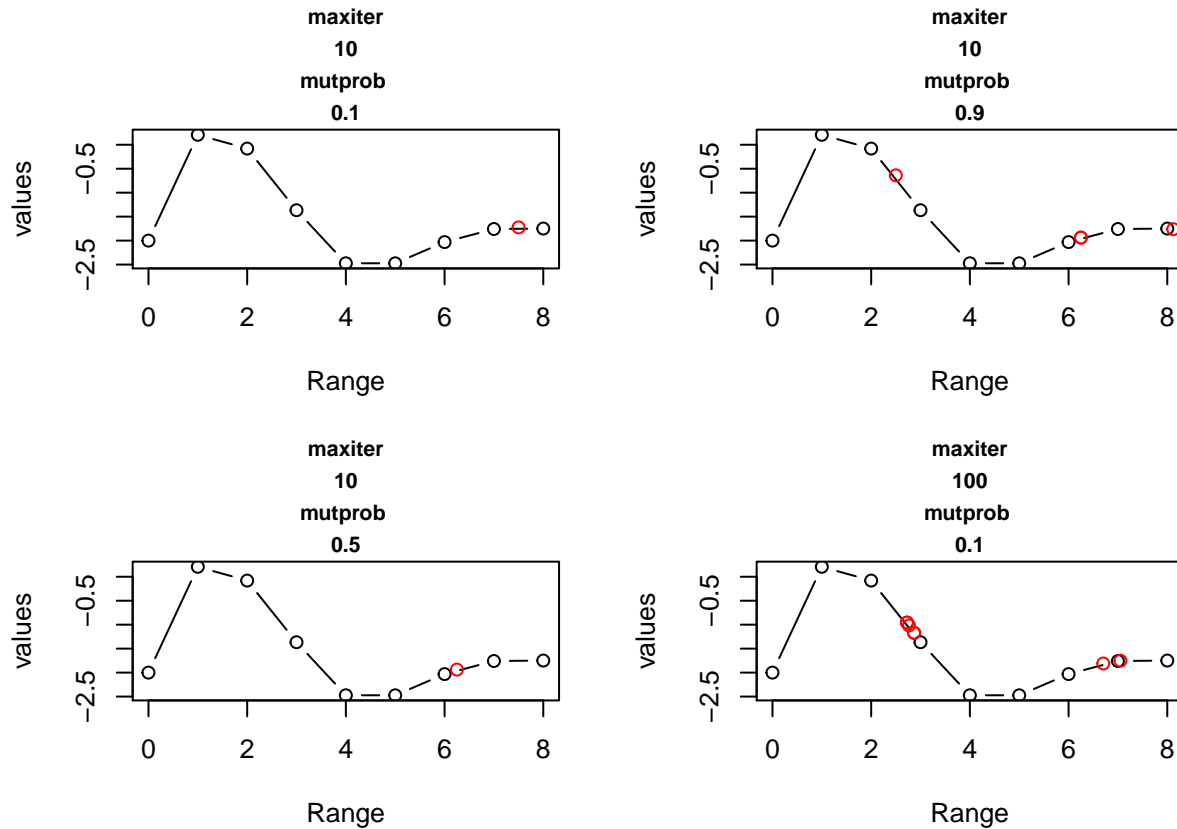 maxiter
10
mutprob
0.1
values
−0.5
−2.5
0 2 4 6 8
Range
maxiter
10
mutprob
0.9
values
−0.5
−2.5
0 2 4 6 8
Range
maxiter
10
mutprob
0.5
values
−0.5
−2.5
0 2 4 6 8
Range
maxiter
100
mutprob
0.1
values
−0.5
−2.5
0 2 4 6 8
Range